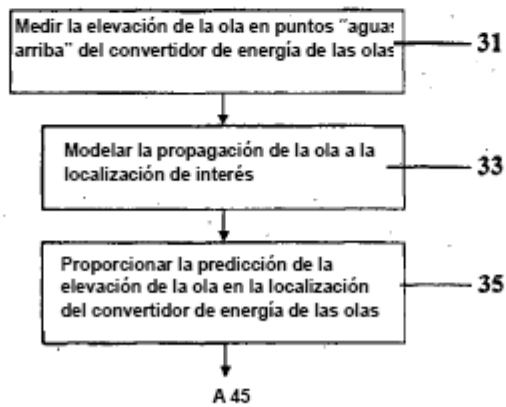 Medir la elevación de la ola en puntos "aguas
arriba" del convertidor de energía de las olas
31
Modelar la propagación de la ola a la
localización de interés
33
Proporcionar la predicción de la
elevación de la ola en la localización
del convertidor de energía de las olas
35
A 45